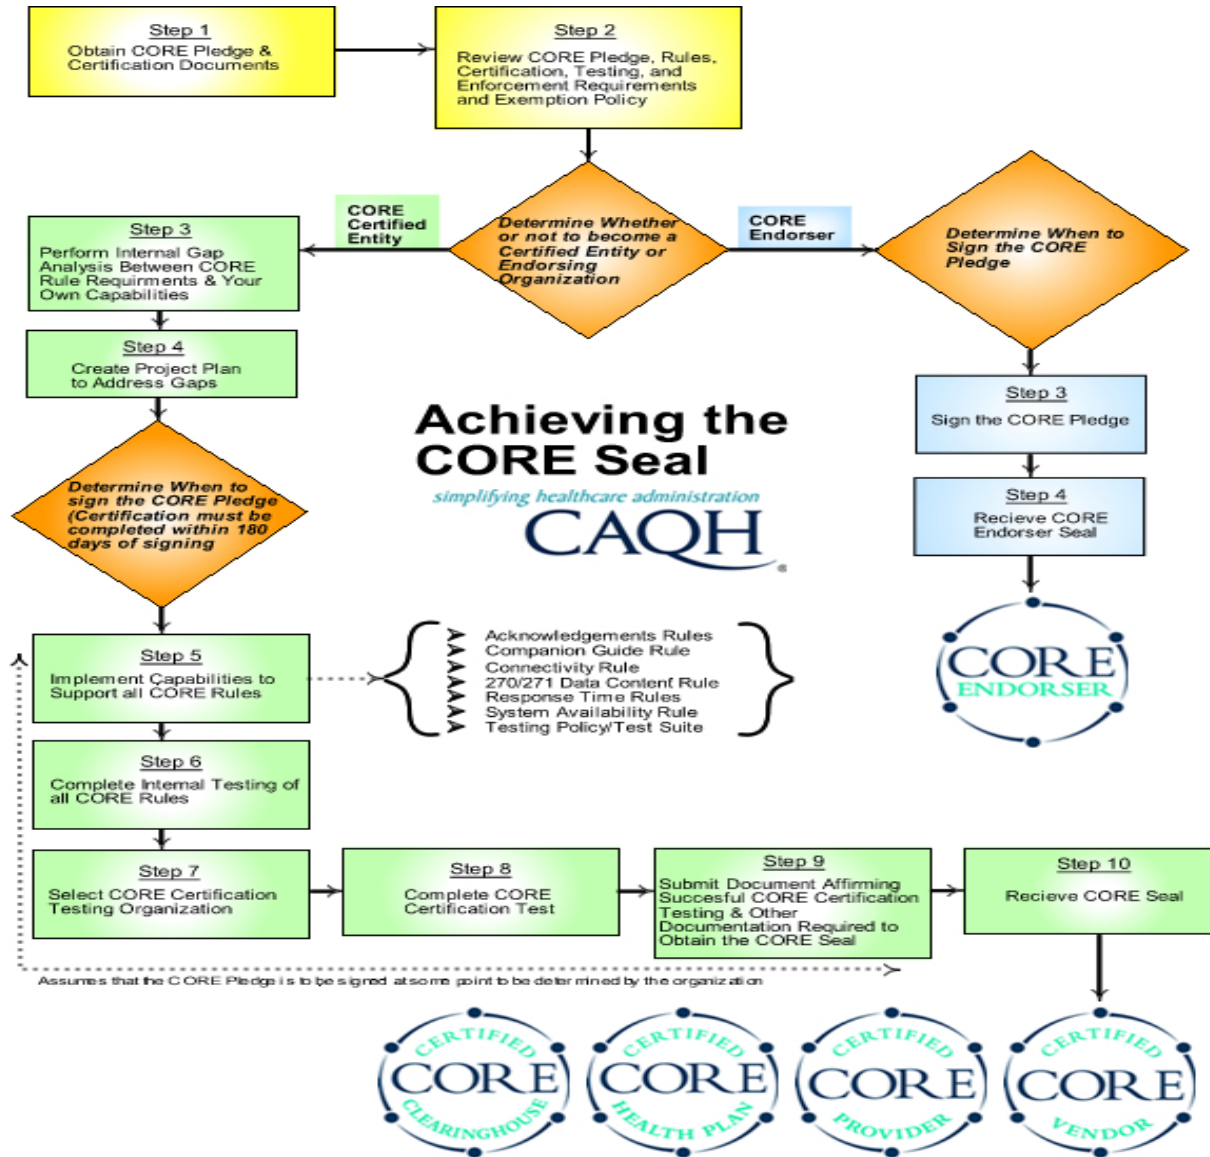 Step 1
Obtain CORE Pledge &
Certification Documents
Step 2
Review CORE Pledge, Rules,
Certification, Testing, and
Enforcement Requirements
and Exemption Policy
Determine Whether
or not to become a
Certified Entity or
Endorsing
Organization
CORE
Certified
Entity
CORE
Endorser
Determine When to
Sign the CORE
Pledge
Step 3
Perform Internal Gap
Analysis Between CORE
Rule Requirments & Your
Own Capabilities
Step 4
Create Project Plan
to Address Gaps
Determine When to
sign the CORE Pledge
(Certification must be
completed within 180
days of signing
Achieving the
CORE Seal
simplifying healthcare administration
CAQH
®
Step 3
Sign the CORE Pledge
Step 4
Recieve CORE
Endorser Seal
CORE
ENDORSER
Step 5
Implement Capabilities to
Support all CORE Rules
Acknowledgements Rules
Companion Guide Rule
Connectivity Rule
270/271 Data Content Rule
Response Time Rules
System Availability Rule
Testing Policy/Test Suite
Step 6
Complete Internal Testing of
all CORE Rules
Step 7
Select CORE Certification
Testing Organization
Step 8
Complete CORE
Certification Test
Step 9
Submit Document Affirming
Succesful CORE Certification
Testing & Other
Documentation Required to
Obtain the CORE Seal
Step 10
Recieve CORE Seal
Assumes that the CORE Pledge is to be signed at some point to be determined by the organization
CERTIFIED
CORE
CLEARINGHOUSE
CERTIFIED
CORE
HEALTH PLAN
CERTIFIED
CORE
PROVIDER
CERTIFIED
CORE
VENDOR